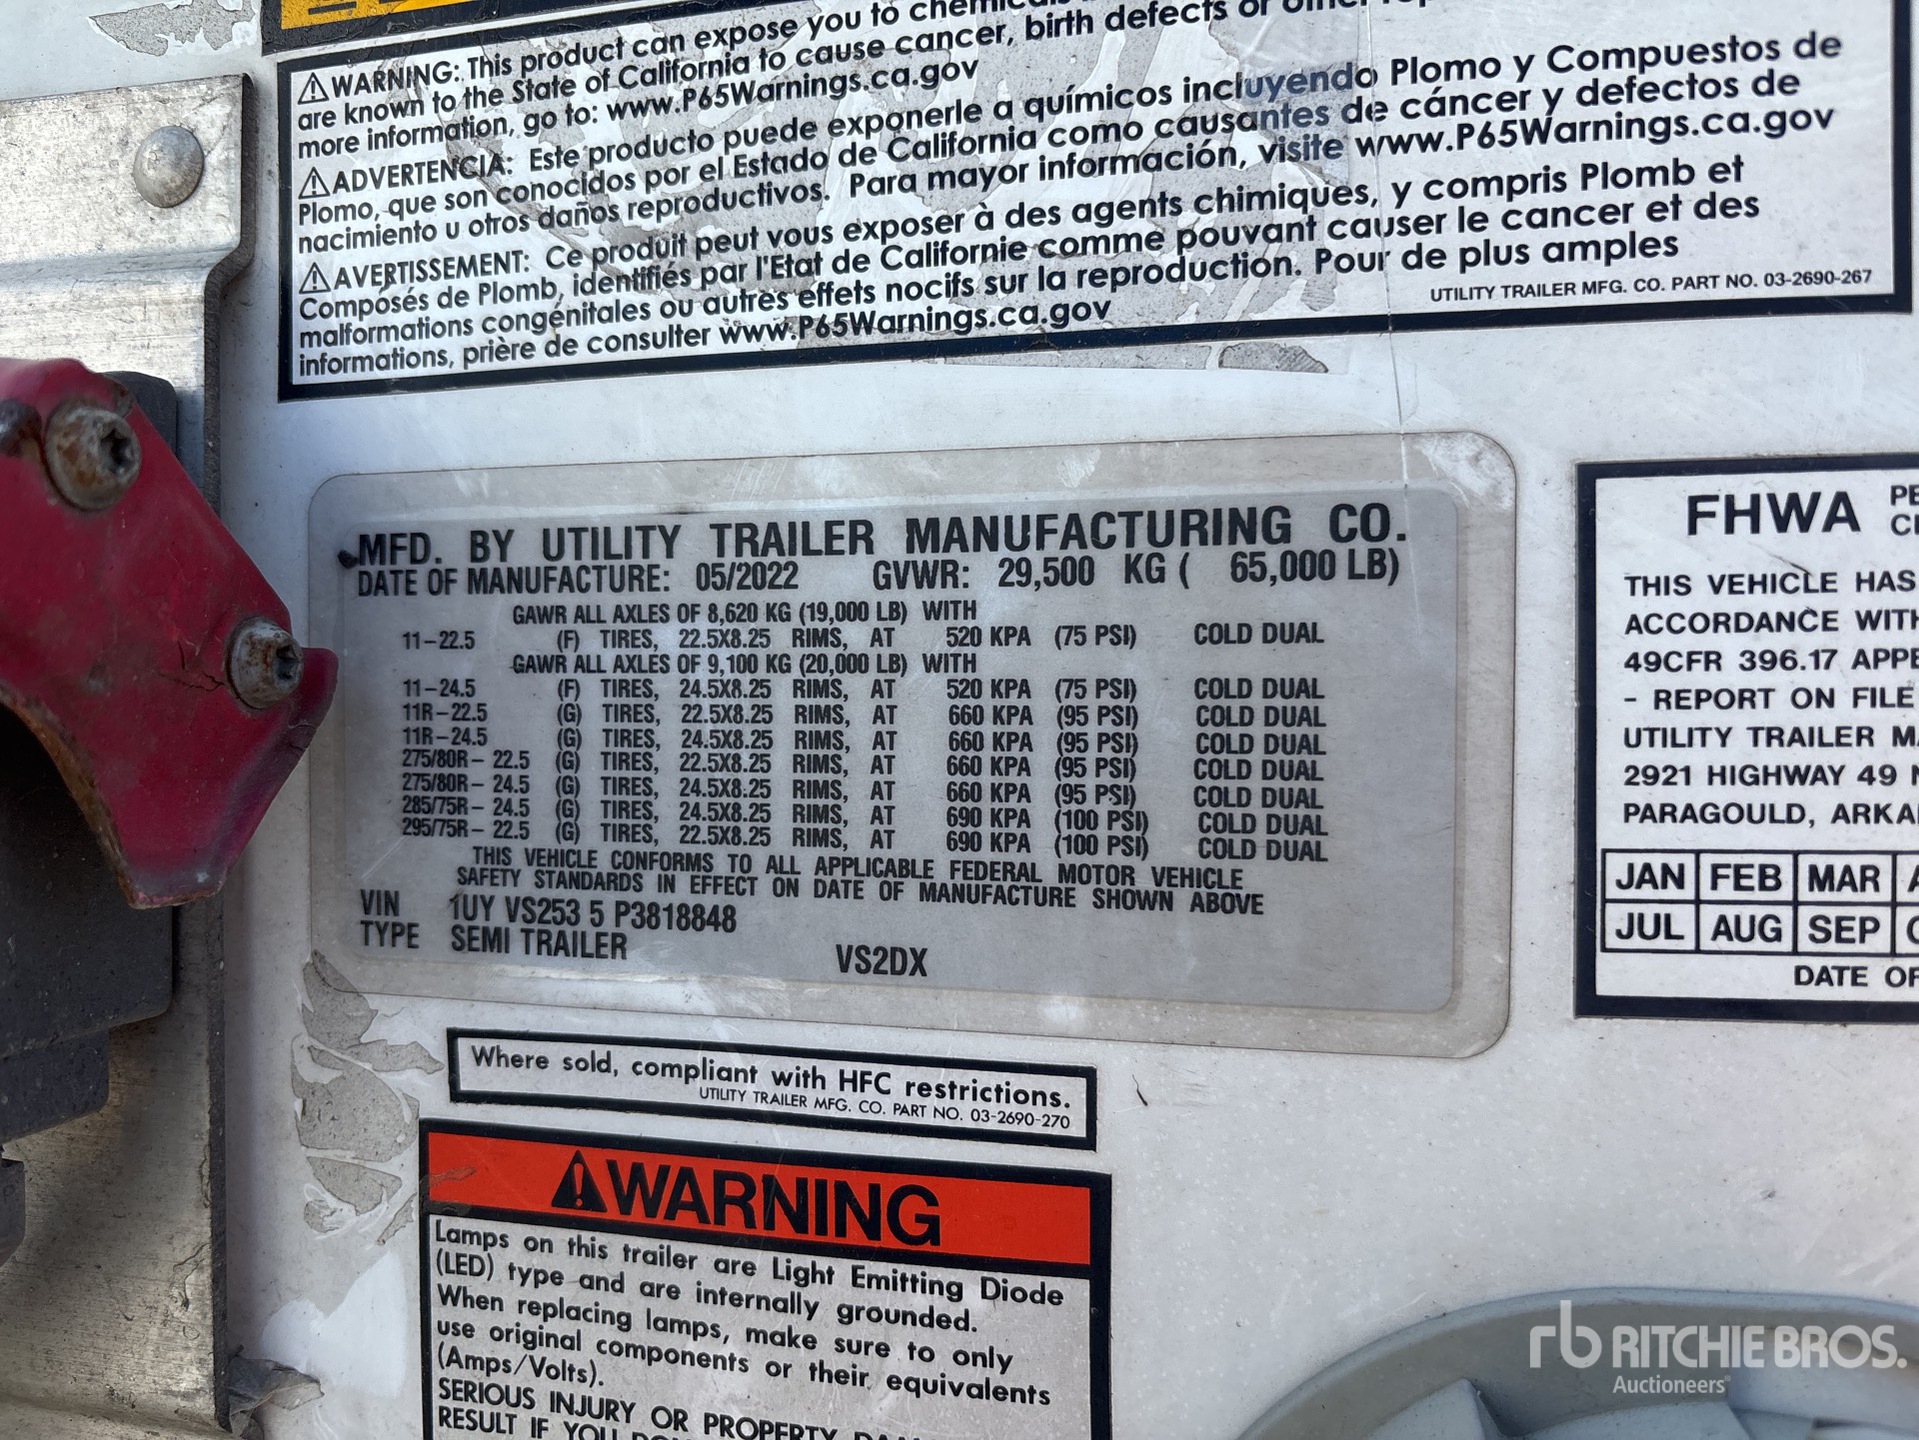 ⚠WARNING: This product can expose you to
are known to the State of California to cause cancer, birth defects or
more information, go to: www.P65Warnings.ca.gov
⚠ADVERTENCIA: Este producto puede exponerle a químicos incluyendo Plomo y Compuestos de
Plomo, que son conocidos por el Estado de California como causantes de cáncer y defectos de
nacimiento u otros daños reproductivos. Para mayor información, visite www.P65Warnings.ca.gov
⚠AVERTISSEMENT: Ce produit peut vous exposer à des agents chimiques, y compris Plomb et
Composés de Plomb, identifiés par l'Etat de Californie comme pouvant causer le cancer et des
malformations congénitales ou autres effets nocifs sur la reproduction. Pour de plus amples
informations, prière de consulter www.P65Warnings.ca.gov
UTILITY TRAILER MFG. CO. PART NO. 03-2690-267
MFD. BY UTILITY TRAILER MANUFACTURING CO.
DATE OF MANUFACTURE: 05/2022 GVWR: 29,500 KG ( 65,000 LB)
GAWR ALL AXLES OF 8,620 KG (19,000 LB) WITH
11-22.5 (F) TIRES, 22.5X8.25 RIMS, AT 520 KPA (75 PSI) COLD DUAL
GAWR ALL AXLES OF 9,100 KG (20,000 LB) WITH
11-24.5 (F) TIRES, 24.5X8.25 RIMS, AT 520 KPA (75 PSI) COLD DUAL
11R-22.5 (G) TIRES, 22.5X8.25 RIMS, AT 660 KPA (95 PSI) COLD DUAL
11R-24.5 (G) TIRES, 24.5X8.25 RIMS, AT 660 KPA (95 PSI) COLD DUAL
275/80R- 22.5 (G) TIRES, 22.5X8.25 RIMS, AT 660 KPA (95 PSI) COLD DUAL
275/80R- 24.5 (G) TIRES, 24.5X8.25 RIMS, AT 660 KPA (95 PSI) COLD DUAL
285/75R- 24.5 (G) TIRES, 24.5X8.25 RIMS, AT 690 KPA (100 PSI) COLD DUAL
295/75R- 22.5 (G) TIRES, 22.5X8.25 RIMS, AT 690 KPA (100 PSI) COLD DUAL
THIS VEHICLE CONFORMS TO ALL APPLICABLE FEDERAL MOTOR VEHICLE
SAFETY STANDARDS IN EFFECT ON DATE OF MANUFACTURE SHOWN ABOVE
VIN 1UY VS253 5 P3818848
TYPE SEMI TRAILER VS2DX
FHWA
THIS VEHICLE HAS
ACCORDANCE WITH
49CFR 396.17
- REPORT ON FILE
UTILITY TRAILER
2921 HIGHWAY 49
PARAGOULD,
JAN FEB MAR
JUL AUG SEP
DATE OF
Where sold, compliant with HFC restrictions.
UTILITY TRAILER MFG. CO. PART NO. 03-2690-270
⚠WARNING
Lamps on this trailer are Light Emitting Diode
(LED) type and are internally grounded.
When replacing lamps, make sure to only
use original components or their equivalents
(Amps/Volts).
SERIOUS INJURY OR PROPERTY
RESULT IF YOU
rb RITCHIE BROS.
Auctioneers